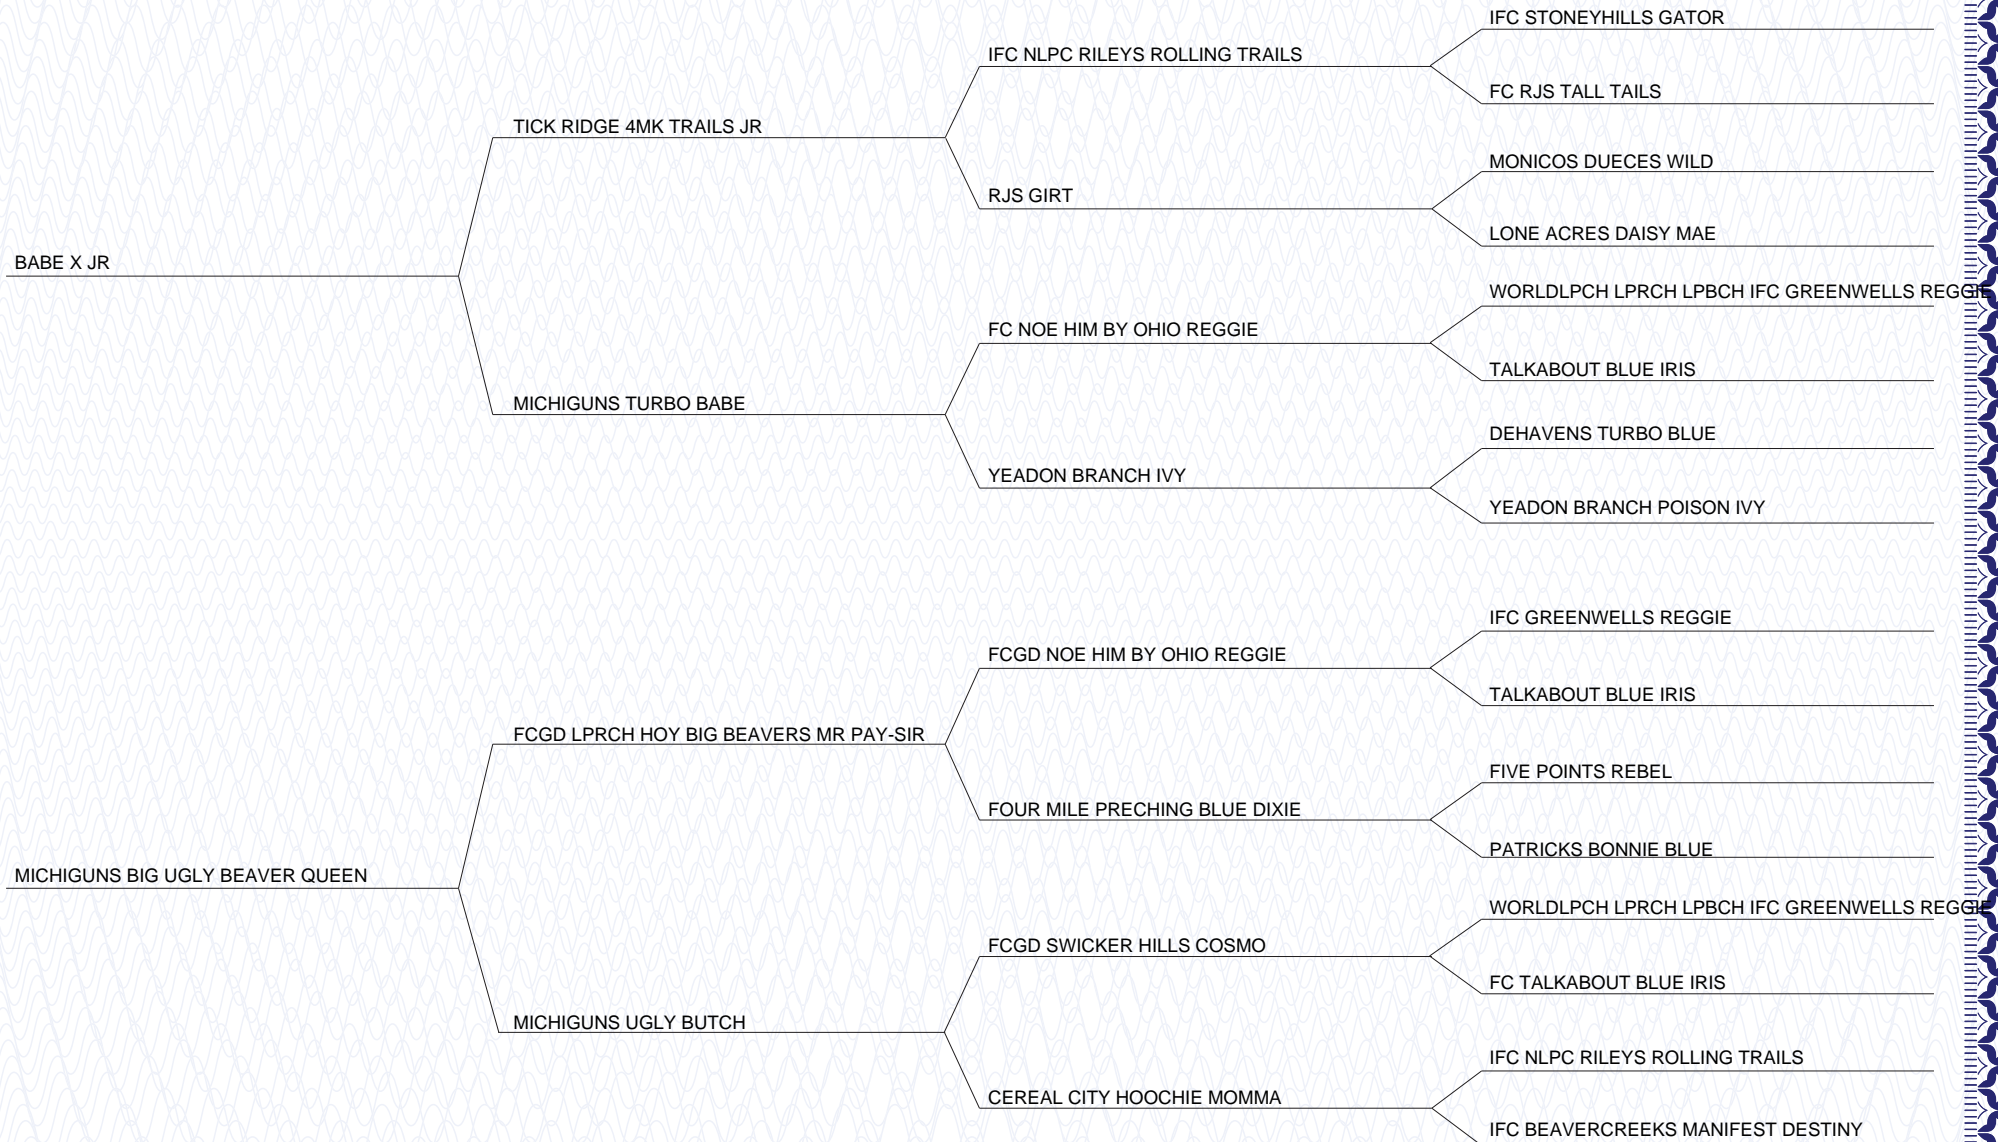 IFC STONEYHILLS GATOR
IFC NLPC RILEYS ROLLING TRAILS
FC RJS TALL TAILS
TICK RIDGE 4MK TRAILS JR
MONICOS DUECES WILD
RJS GIRT
LONE ACRES DAISY MAE
BABE X JR
WORLDLPCH LPRCH LPBCH IFC GREENWELLS REGGIE
FC NOE HIM BY OHIO REGGIE
TALKABOUT BLUE IRIS
MICHIGUNS TURBO BABE
DEHAVENS TURBO BLUE
YEADON BRANCH IVY
YEADON BRANCH POISON IVY
IFC GREENWELLS REGGIE
FCGD NOE HIM BY OHIO REGGIE
TALKABOUT BLUE IRIS
FCGD LPRCH HOY BIG BEAVERS MR PAY-SIR
FIVE POINTS REBEL
FOUR MILE PRECHING BLUE DIXIE
PATRICKS BONNIE BLUE
MICHIGUNS BIG UGLY BEAVER QUEEN
WORLDLPCH LPRCH LPBCH IFC GREENWELLS REGGIE
FCGD SWICKER HILLS COSMO
FC TALKABOUT BLUE IRIS
MICHIGUNS UGLY BUTCH
IFC NLPC RILEYS ROLLING TRAILS
CEREAL CITY HOOCHIE MOMMA
IFC BEAVERCREEKS MANIFEST DESTINY